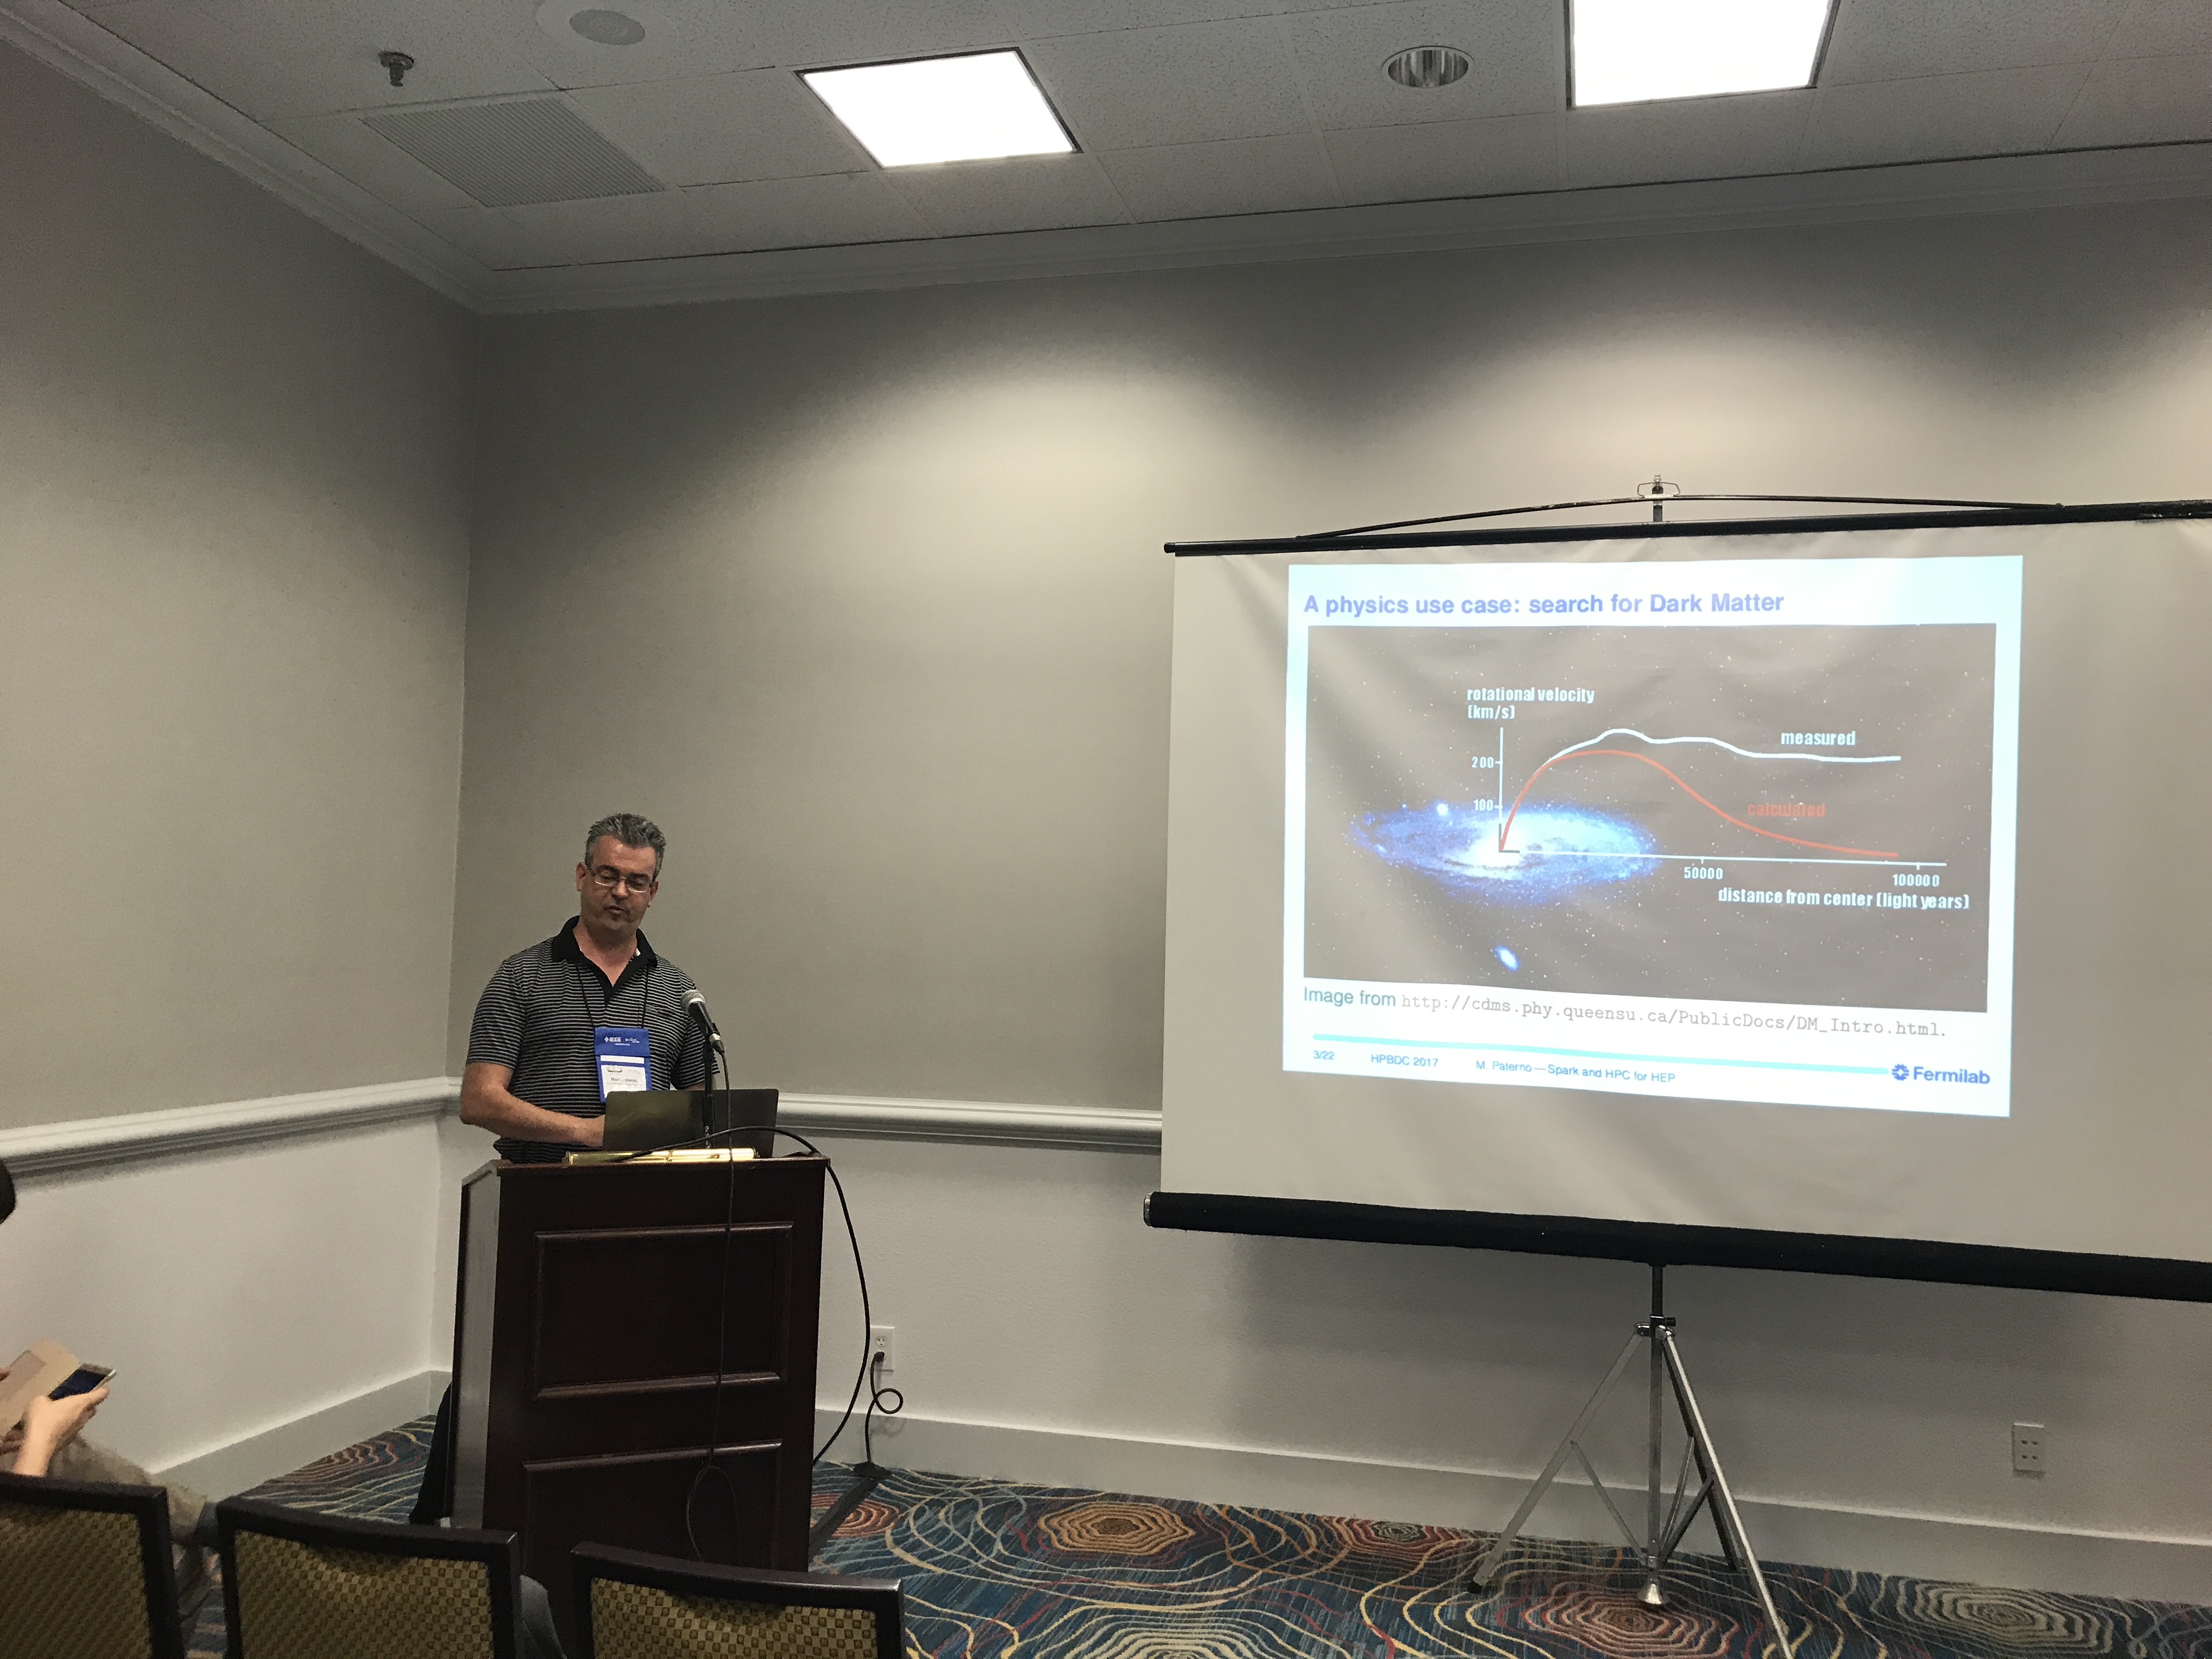 A physics use case: search for Dark Matter
rotational velocity
(km/s)
measured
200
100
calculated
50000
100000
distance from center (light years)
Image from http://cdms.phy.queensu.ca/PublicDocs/DM_Intro.html.
3/22 HPBDC 2017 M. Paterno — Spark and HPC for HEP Fermilab
IEEE